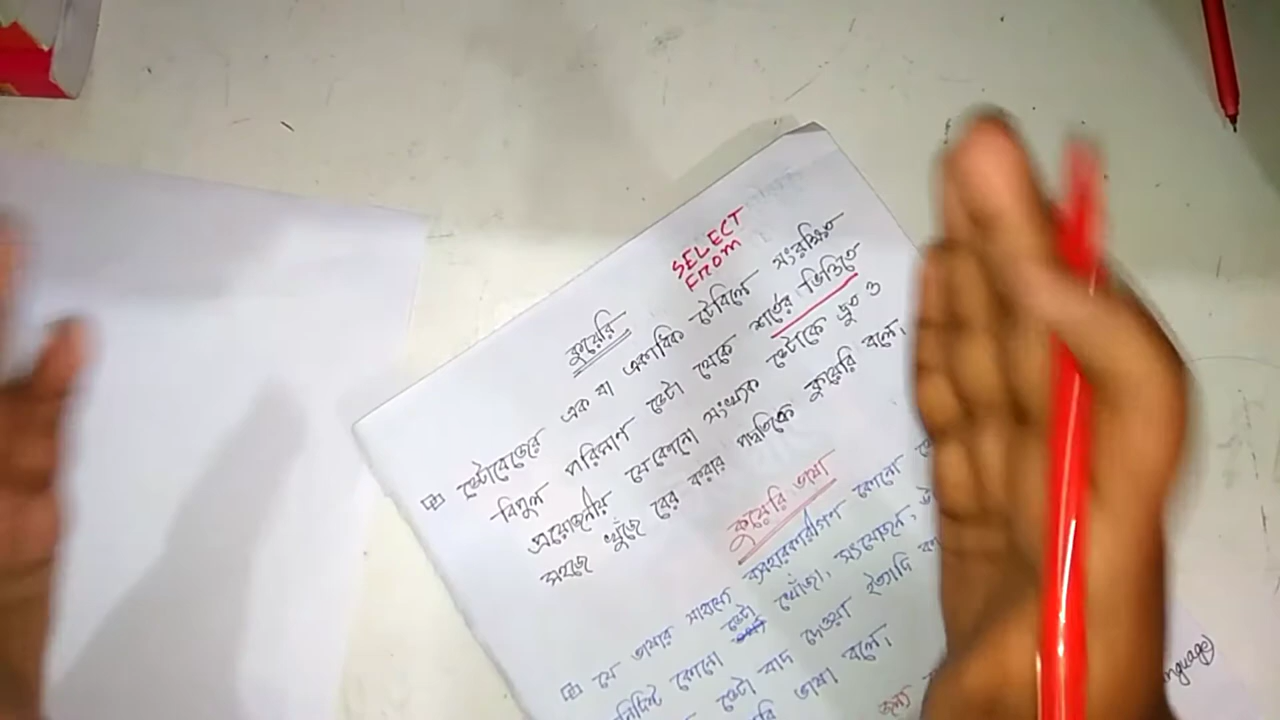 SELECT
FROM
কুয়েরি
ডেটাবেজের এক বা একাধিক টেবিলে সংরক্ষিত
বিপুল পরিমাণ ডেটা থেকে শর্তের ভিত্তিতে
প্রয়োজনীয় যেকোনো সংখ্যক ডেটাকে দ্রুত ও
সহজে খুঁজে বের করার পদ্ধতিকে কুয়েরি বলে।
কুয়েরি ভাষা
যে ভাষার সাহায্যে ব্যবহারকারীগণ কোনো
নির্দিষ্ট কোনো ডেটা খোঁজা, সংযোজন,
ডেটা বাদ দেওয়া ইত্যাদি
ভাষা বলে।
জন্য